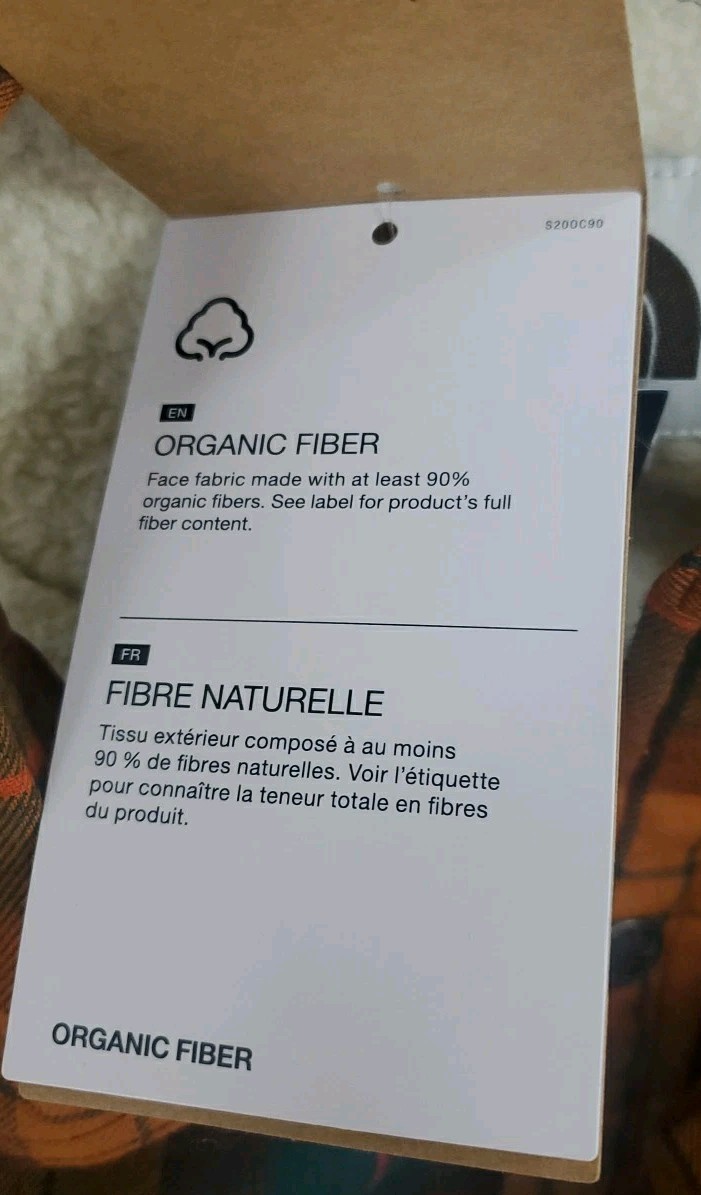 S200C90
EN
ORGANIC FIBER
Face fabric made with at least 90%
organic fibers. See label for product's full
fiber content.
FR
FIBRE NATURELLE
Tissu extérieur composé à au moins
90 % de fibres naturelles. Voir l'étiquette
pour connaître la teneur totale en fibres
du produit.
ORGANIC FIBER